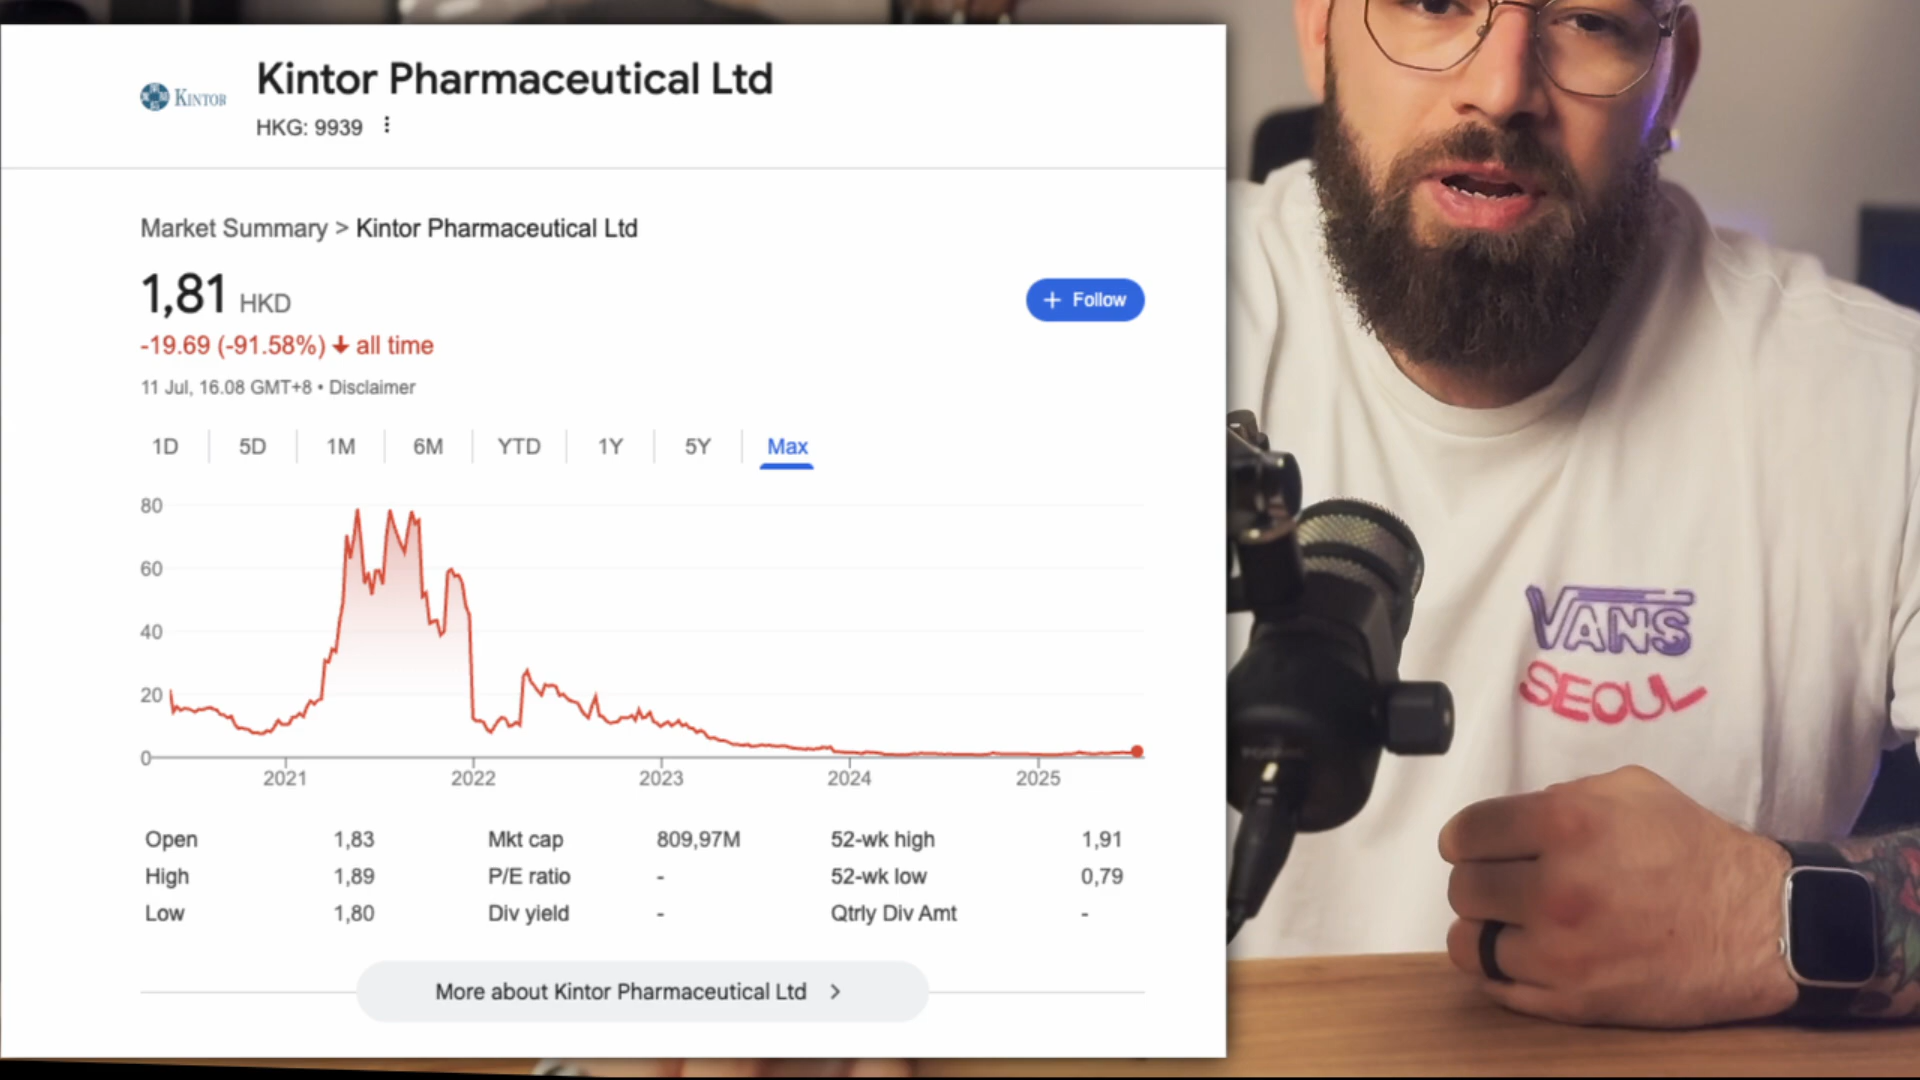 KINTOR
Kintor Pharmaceutical Ltd
HKG: 9939
Market Summary > Kintor Pharmaceutical Ltd
1,81 HKD
+ Follow
-19.69 (-91.58%) ↓ all time
11 Jul, 16.08 GMT+8 • Disclaimer
1D 5D 1M 6M YTD 1Y 5Y Max
80
60
40
20
0
2021 2022 2023 2024 2025
Open 1,83 Mkt cap 809,97M 52-wk high 1,91
High 1,89 P/E ratio - 52-wk low 0,79
Low 1,80 Div yield - Qtrly Div Amt -
More about Kintor Pharmaceutical Ltd >
VANS
SEOUL